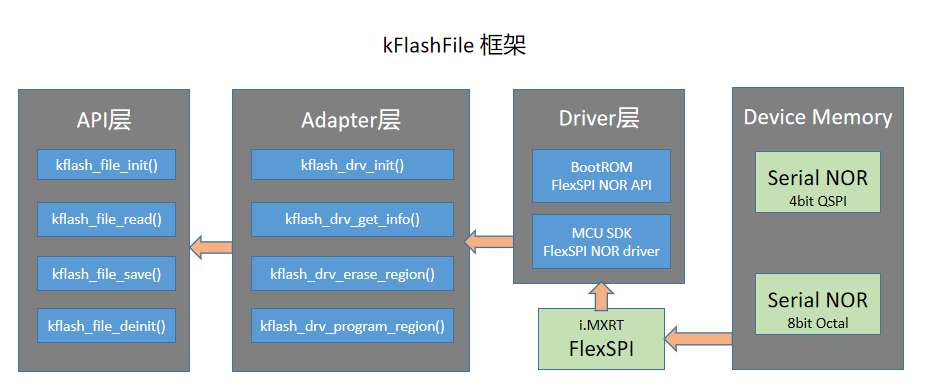 kFlashFile 框架
API层
kflash_file_init()
kflash_file_read()
kflash_file_save()
kflash_file_deinit()
Adapter层
kflash_drv_init()
kflash_drv_get_info()
kflash_drv_erase_region()
kflash_drv_program_region()
Driver层
BootROM
FlexSPI NOR API
MCU SDK
FlexSPI NOR driver
i.MXRT
FlexSPI
Device Memory
Serial NOR
4bit QSPI
Serial NOR
8bit Octal